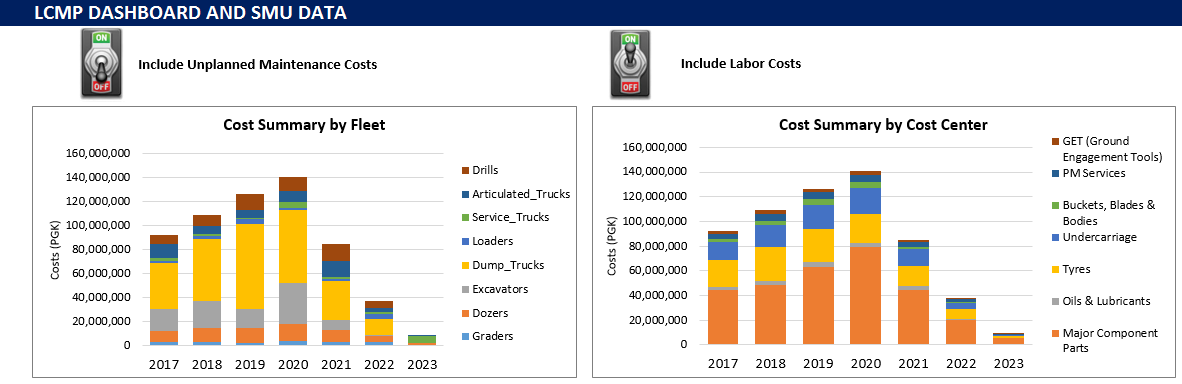 LCMP DASHBOARD AND SMU DATA
ON
OFF
Include Unplanned Maintenance Costs
ON
OFF
Include Labor Costs
Cost Summary by Fleet
Costs (PGK)
160,000,000
140,000,000
120,000,000
100,000,000
80,000,000
60,000,000
40,000,000
20,000,000
0
2017 2018 2019 2020 2021 2022 2023
Drills
Articulated_Trucks
Service_Trucks
Loaders
Dump_Trucks
Excavators
Dozers
Graders
Cost Summary by Cost Center
Costs (PGK)
160,000,000
140,000,000
120,000,000
100,000,000
80,000,000
60,000,000
40,000,000
20,000,000
0
2017 2018 2019 2020 2021 2022 2023
GET (Ground
Engagement Tools)
PM Services
Buckets, Blades &
Bodies
Undercarriage
Tyres
Oils & Lubricants
Major Component
Parts